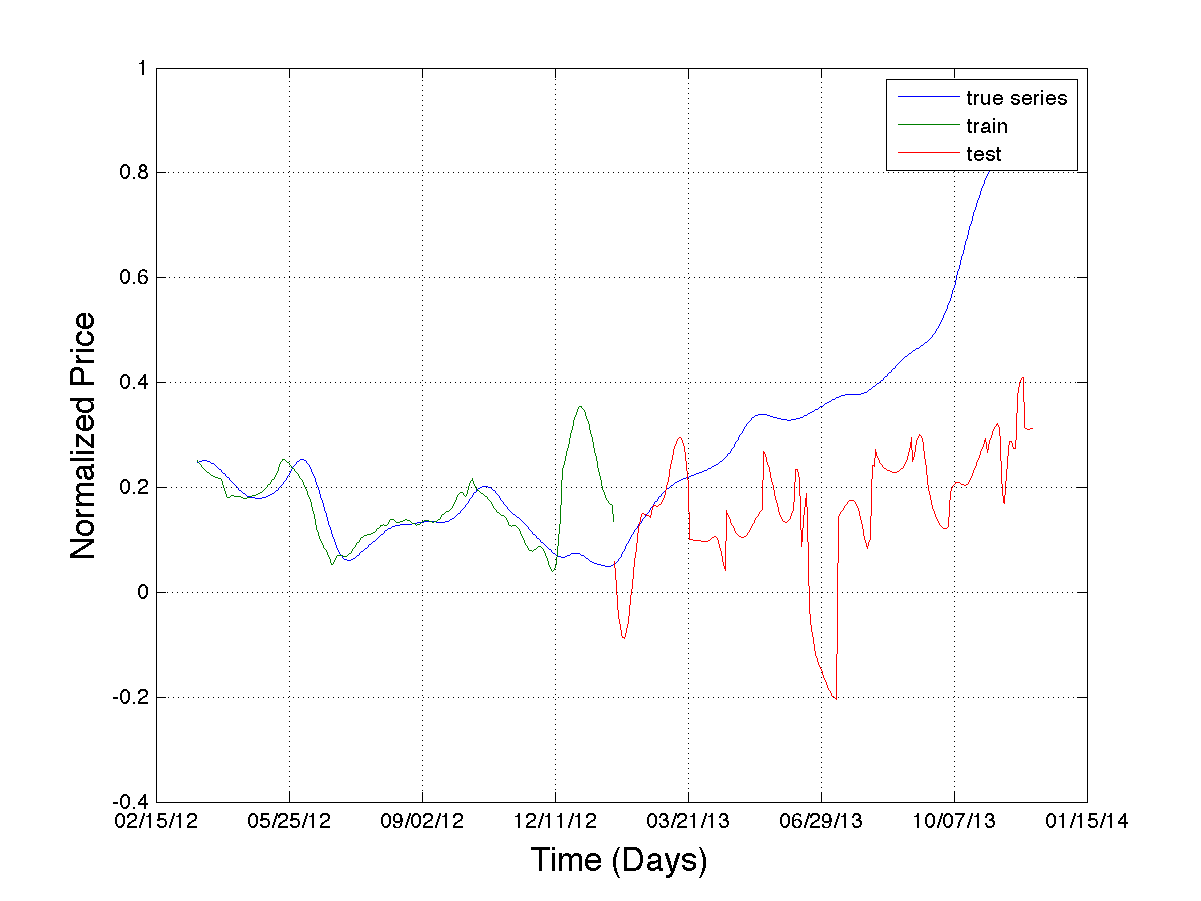 1
0.8
0.6
0.4
0.2
0
-0.2
-0.4
Normalized Price
true series
train
test
02/15/12 05/25/12 09/02/12 12/11/12 03/21/13 06/29/13 10/07/13 01/15/14
Time (Days)